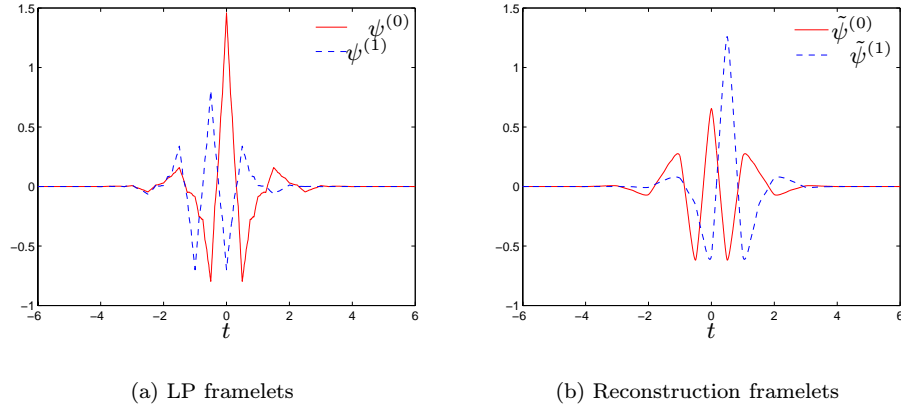 1.5
1
0.5
0
−0.5
−1
−6 −4 −2 0 2 4 6
t
ψ^(0)
ψ^(1)
(a) LP framelets
1.5
1
0.5
0
−0.5
−1
−6 −4 −2 0 2 4 6
t
ψ̃^(0)
ψ̃^(1)
(b) Reconstruction framelets